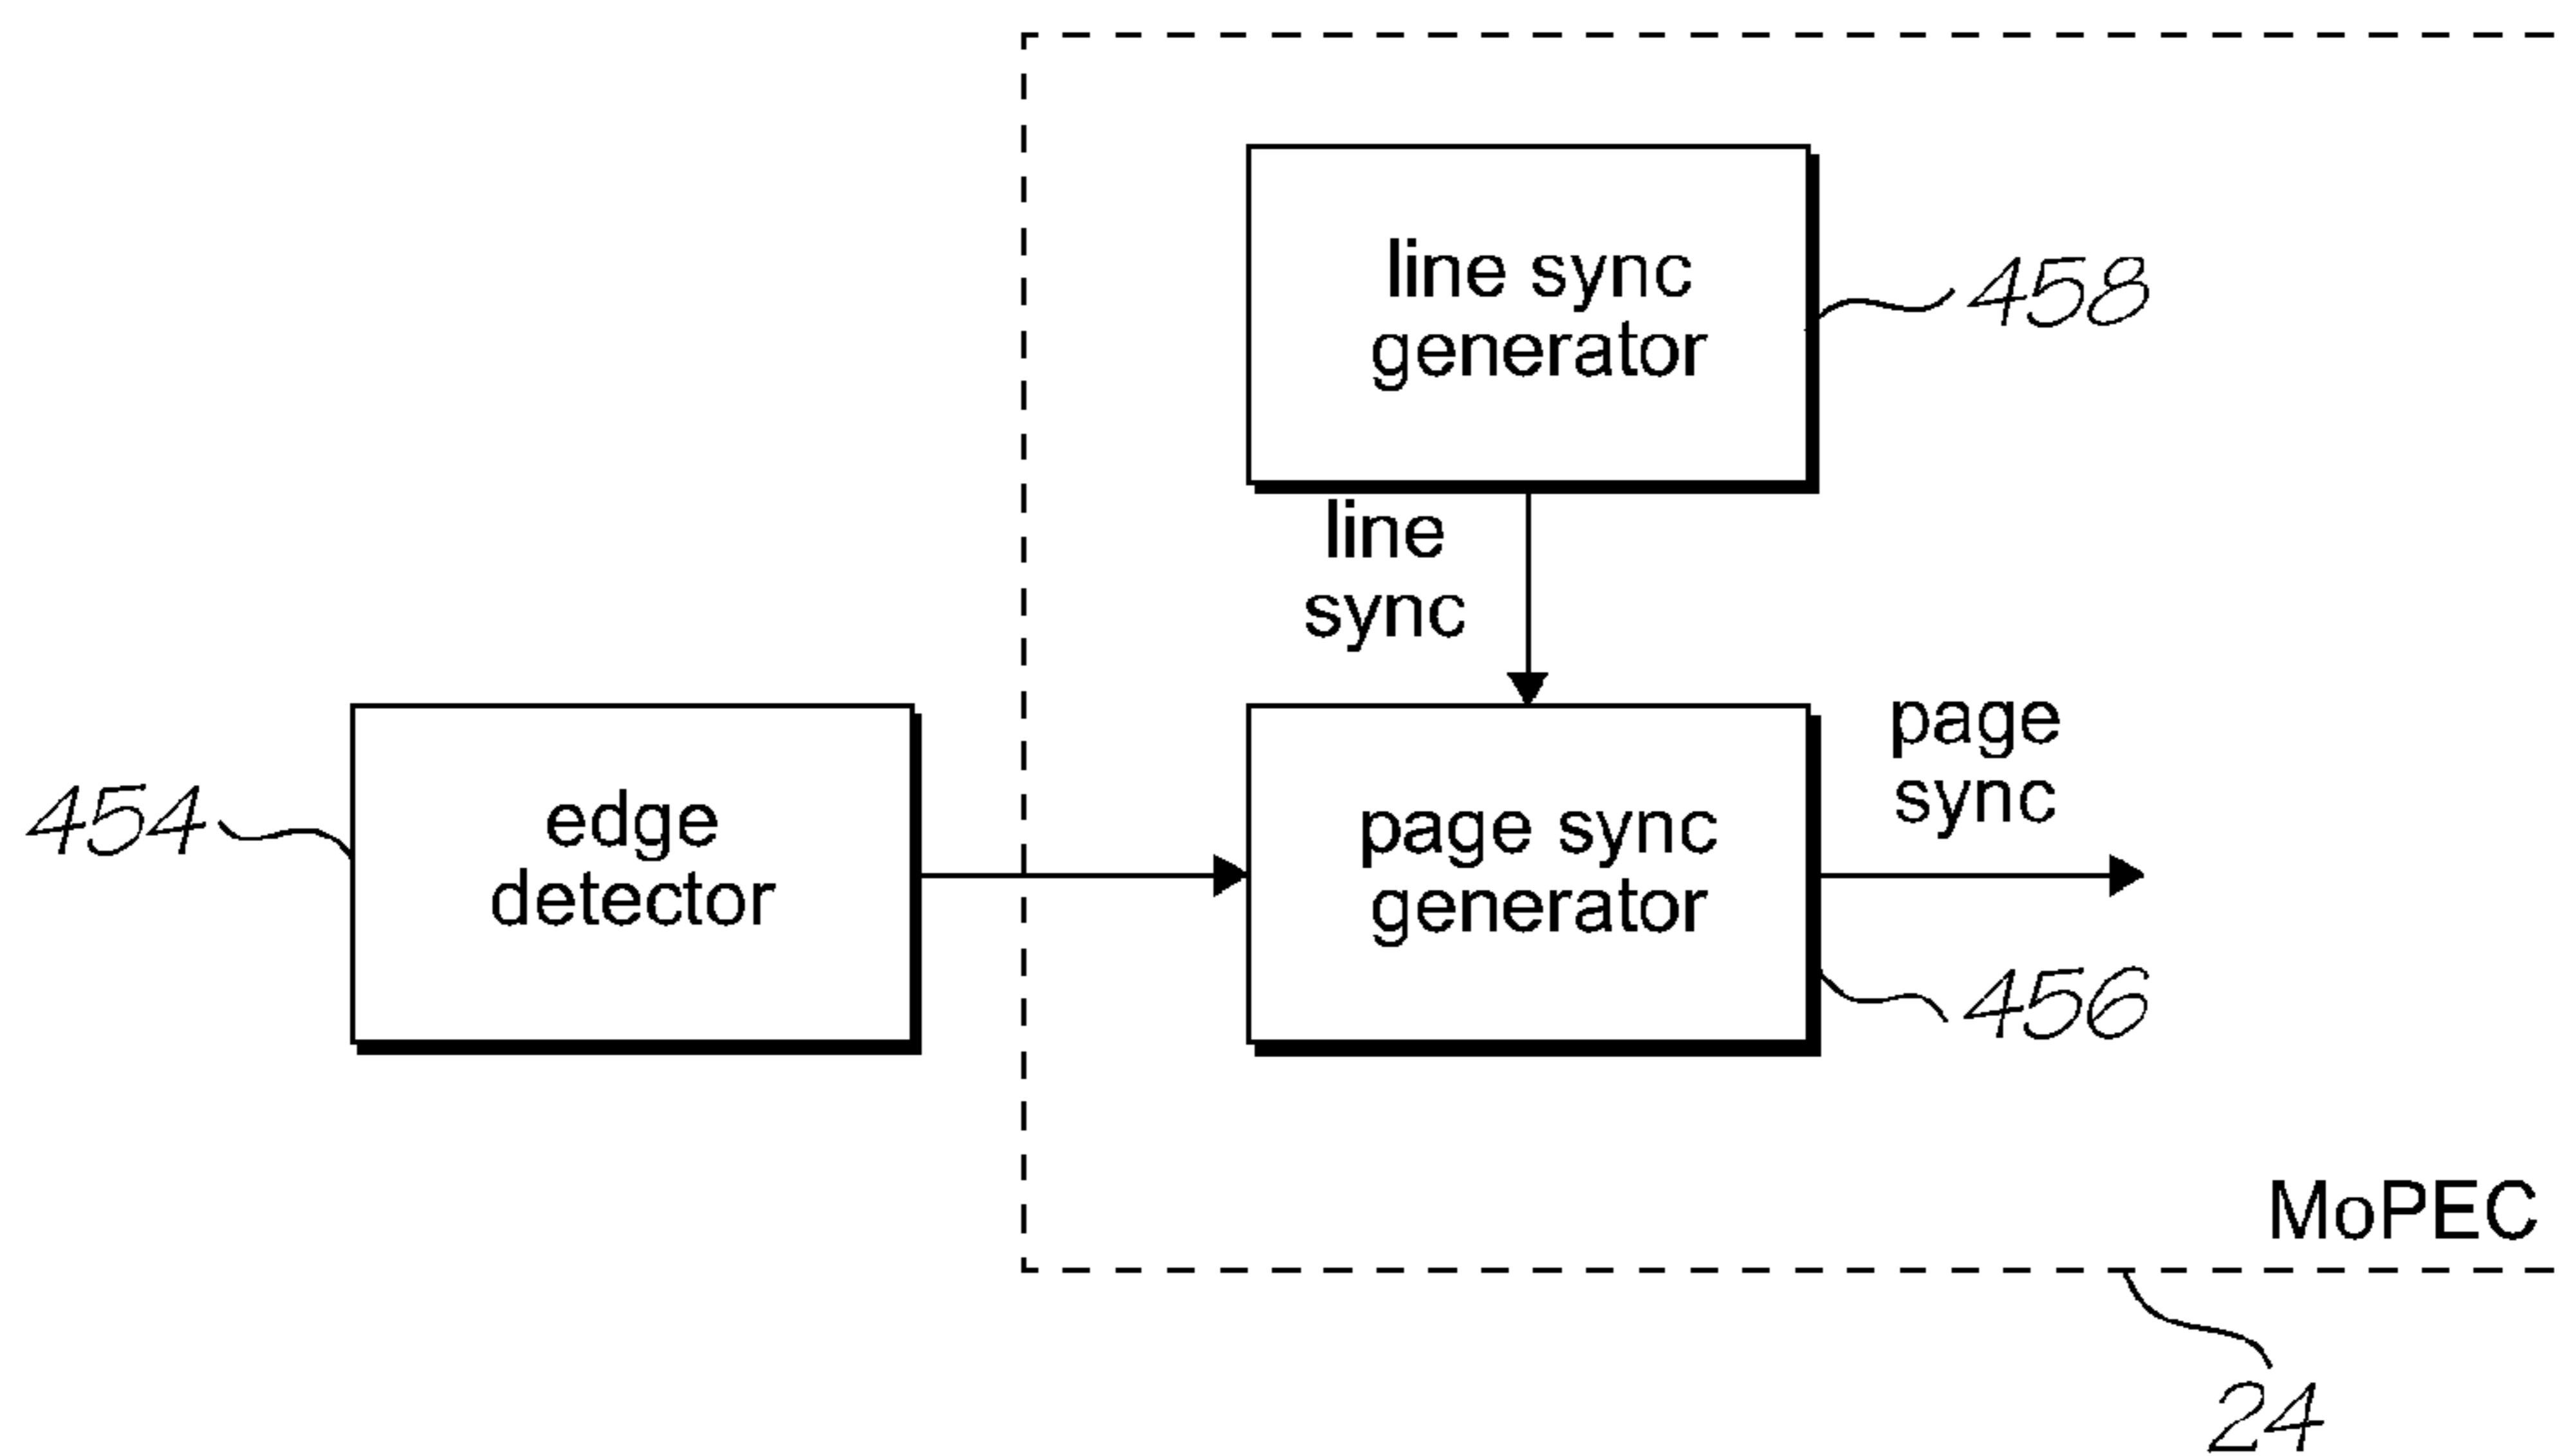 line sync
generator
458
line
sync
page
sync
454
edge
detector
page sync
generator
456
MoPEC
24